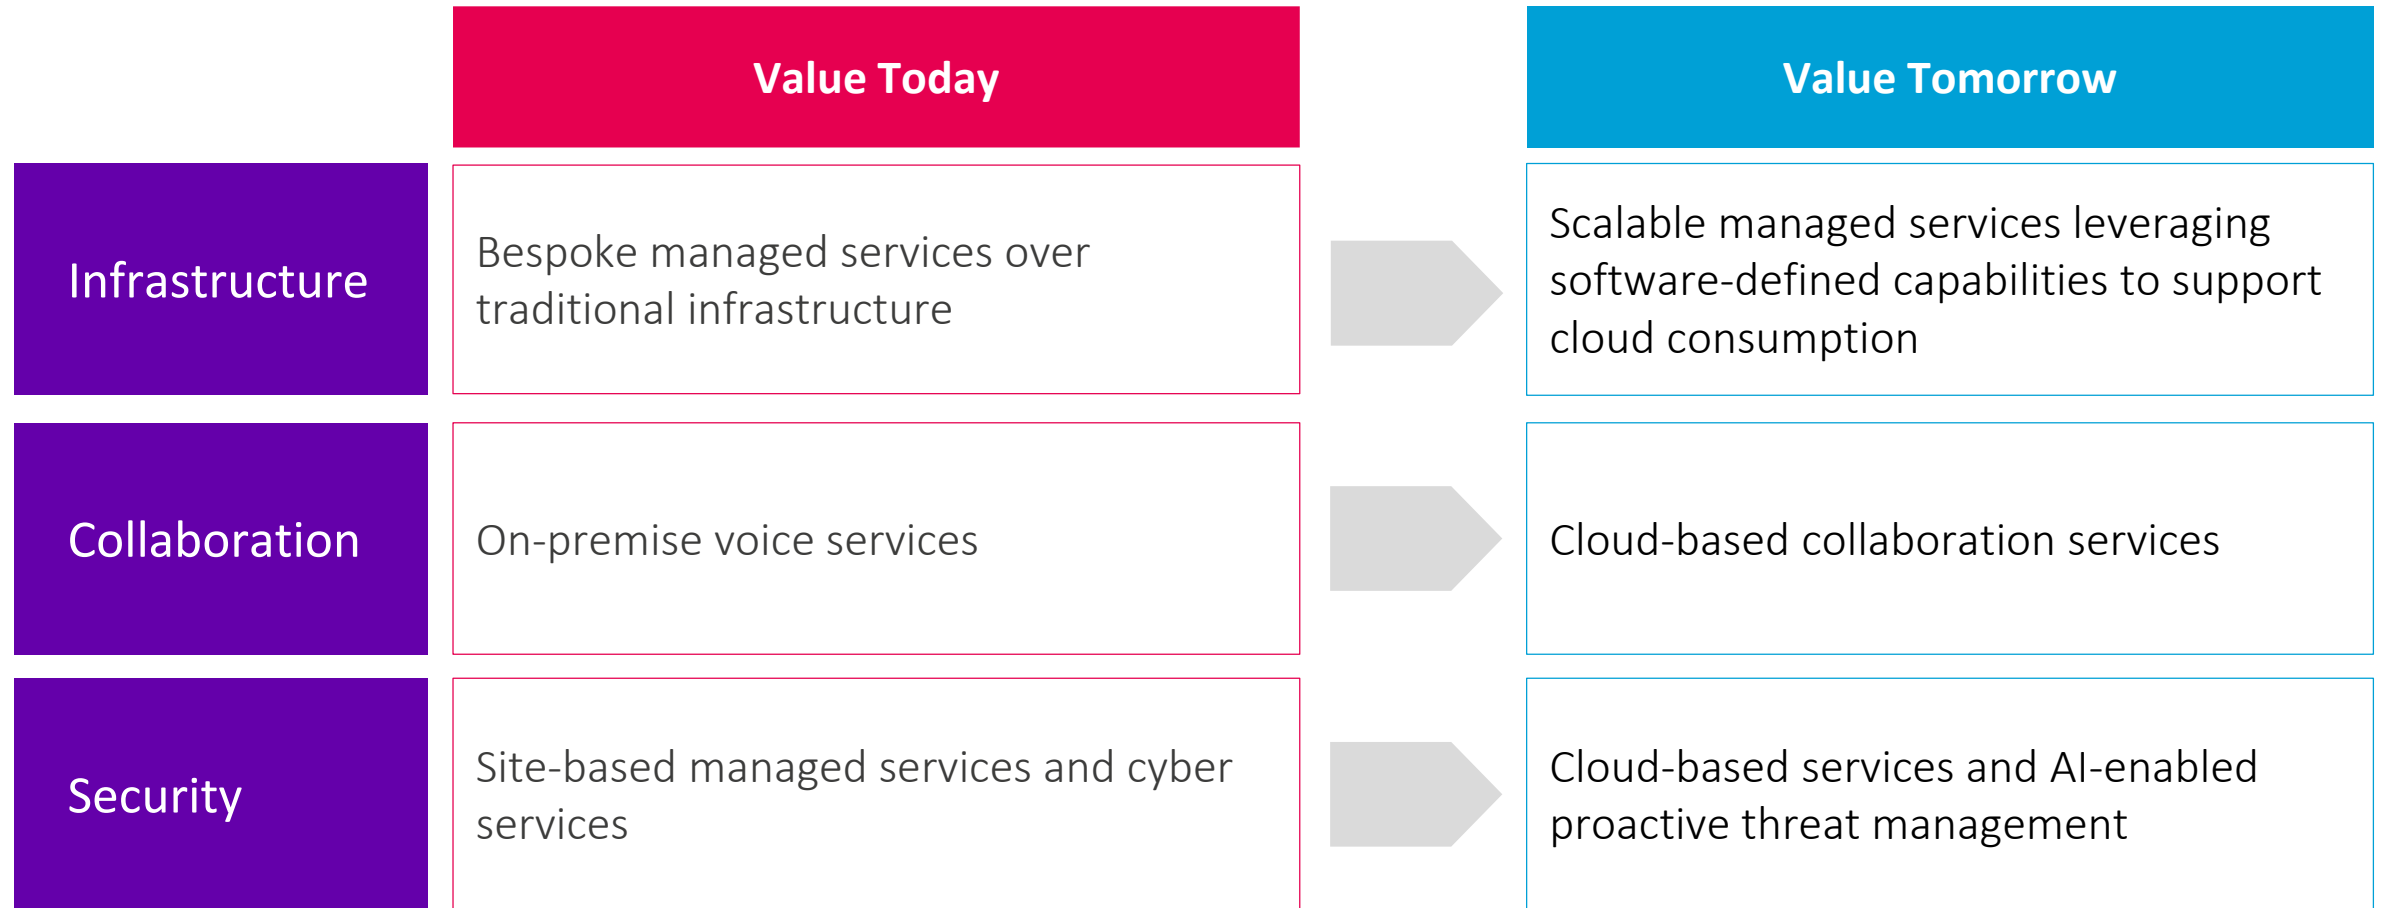 Value Today
Value Tomorrow
Infrastructure
Bespoke managed services over
traditional infrastructure
Scalable managed services leveraging
software-defined capabilities to support
cloud consumption
Collaboration
On-premise voice services
Cloud-based collaboration services
Security
Site-based managed services and cyber
services
Cloud-based services and AI-enabled
proactive threat management